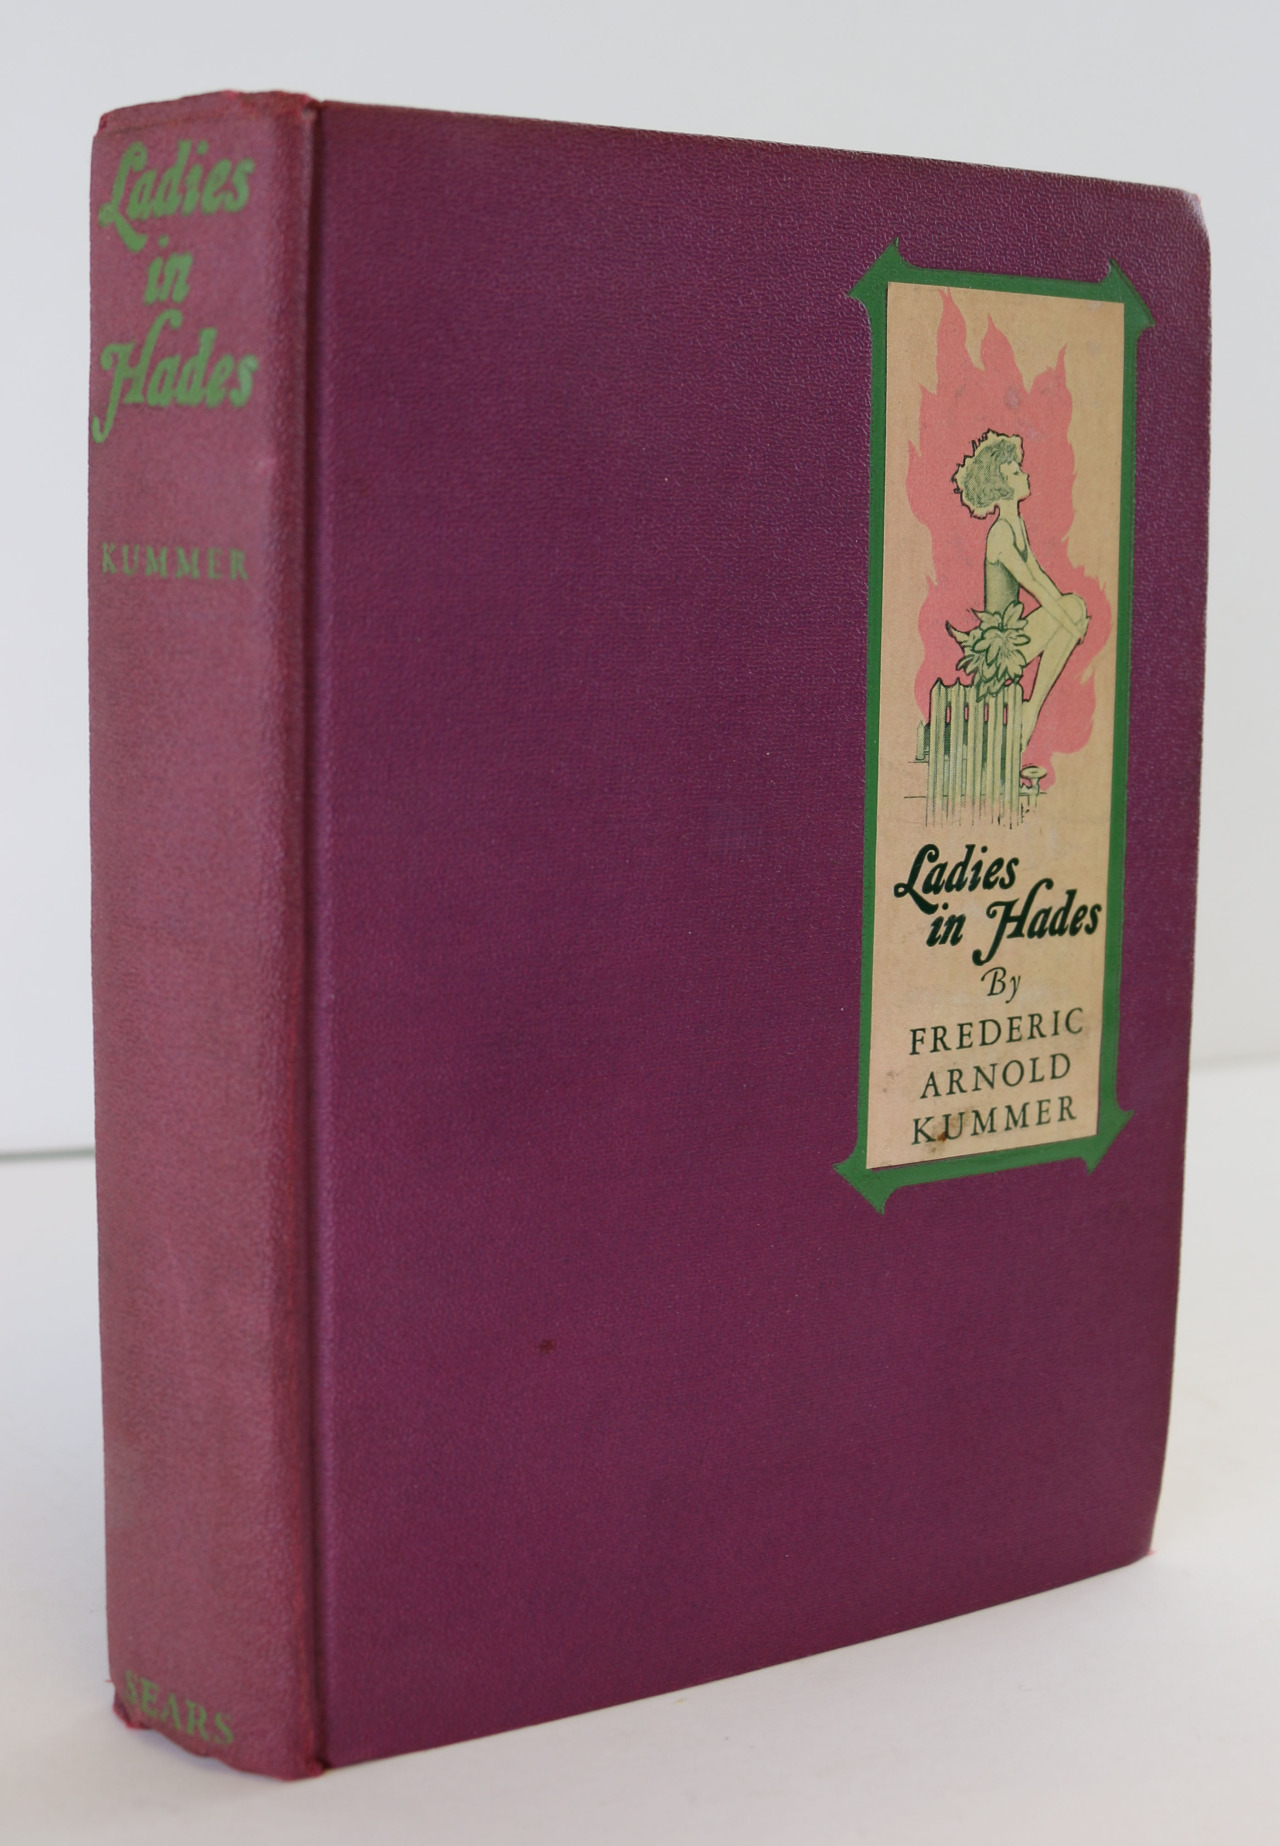 Ladies
in
Hades
KUMMER
SEARS
Ladies
in Hades
By
FREDERIC
ARNOLD
KUMMER